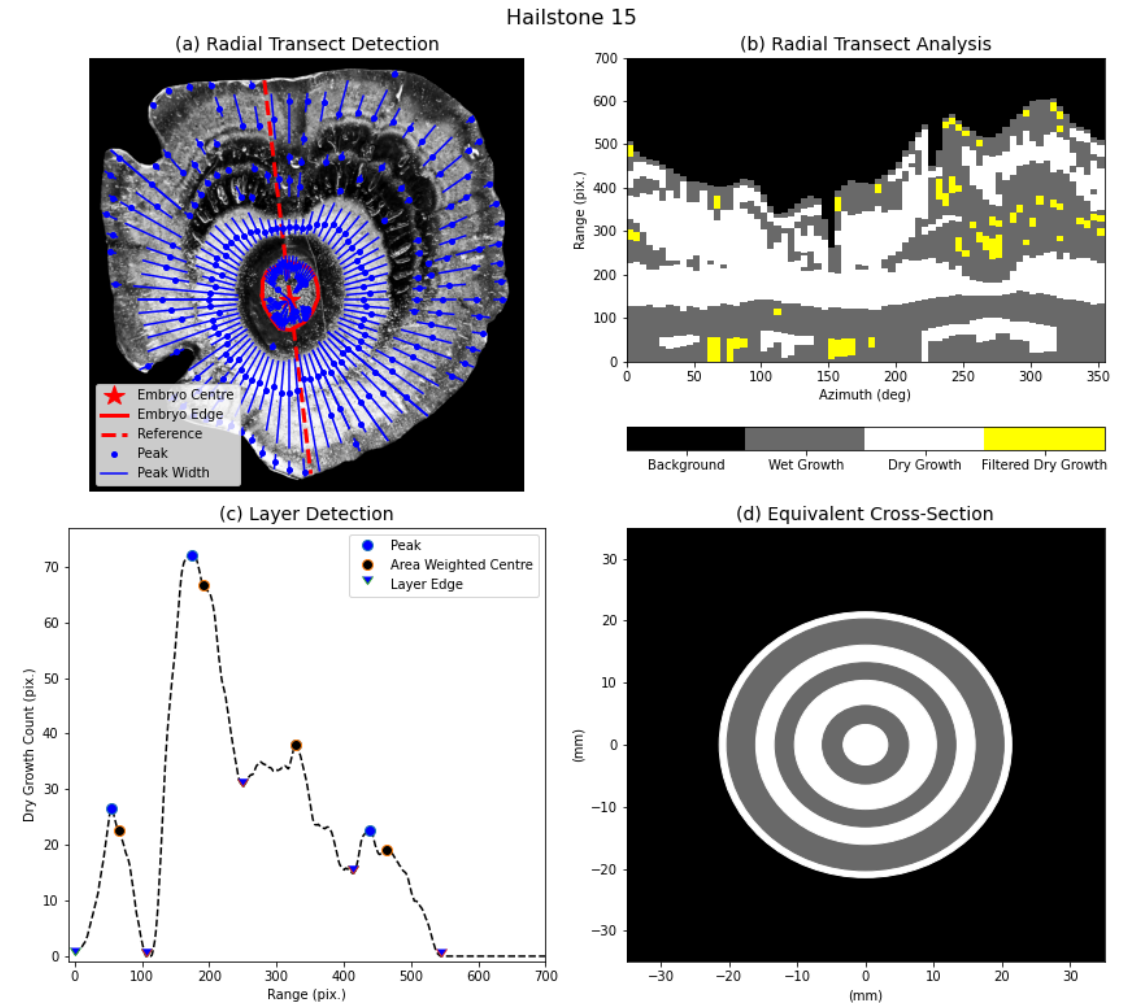 Hailstone 15
(a) Radial Transect Detection
Embryo Centre
Embryo Edge
Reference
Peak
Peak Width
(b) Radial Transect Analysis
700
600
500
400
300
200
100
0
Range (pix.)
0 50 100 150 200 250 300 350
Azimuth (deg)
Background Wet Growth Dry Growth Filtered Dry Growth
(c) Layer Detection
Peak
Area Weighted Centre
Layer Edge
70
60
50
40
30
20
10
0
Dry Growth Count (pix.)
0 100 200 300 400 500 600 700
Range (pix.)
(d) Equivalent Cross-Section
30
20
10
0
−10
−20
−30
(mm)
−30 −20 −10 0 10 20 30
(mm)